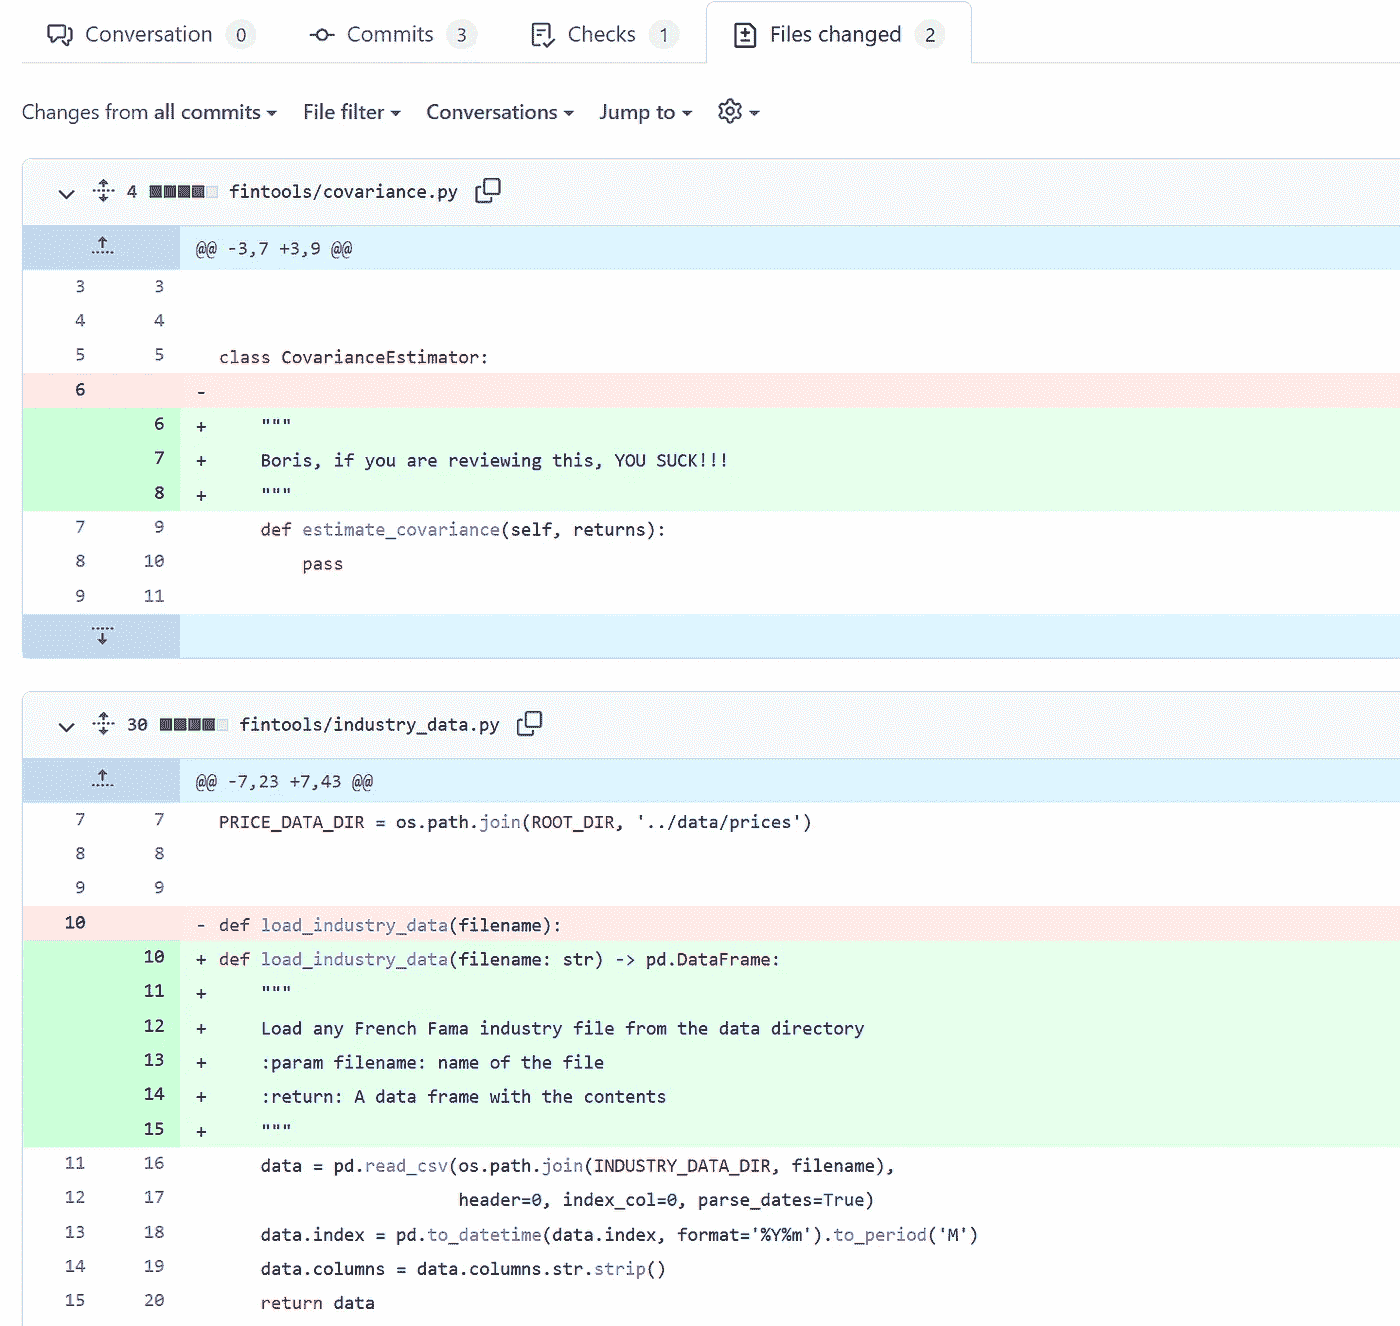 Conversation 0 Commits 3 Checks 1 Files changed 2
Changes from all commits File filter Conversations Jump to
4 fintools/covariance.py
@@ -3,7 +3,9 @@
3 3
4 4
5 5 class CovarianceEstimator:
6 -
6 + """
7 + Boris, if you are reviewing this, YOU SUCK!!!
8 + """
7 9 def estimate_covariance(self, returns):
8 10 pass
9 11
30 fintools/industry_data.py
@@ -7,23 +7,43 @@
7 7 PRICE_DATA_DIR = os.path.join(ROOT_DIR, '../data/prices')
8 8
9 9
10 - def load_industry_data(filename):
10 + def load_industry_data(filename: str) -> pd.DataFrame:
11 + """
12 + Load any French Fama industry file from the data directory
13 + :param filename: name of the file
14 + :return: A data frame with the contents
15 + """
11 16 data = pd.read_csv(os.path.join(INDUSTRY_DATA_DIR, filename),
12 17 header=0, index_col=0, parse_dates=True)
13 18 data.index = pd.to_datetime(data.index, format='%Y%m').to_period('M')
14 19 data.columns = data.columns.str.strip()
15 20 return data